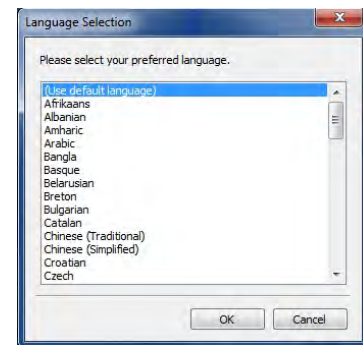 Language Selection
Please select your preferred language.
(Use default language)
Afrikaans
Albanian
Amharic
Arabic
Bangla
Basque
Belarusian
Breton
Bulgarian
Catalan
Chinese (Traditional)
Chinese (Simplified)
Croatian
Czech
OK
Cancel